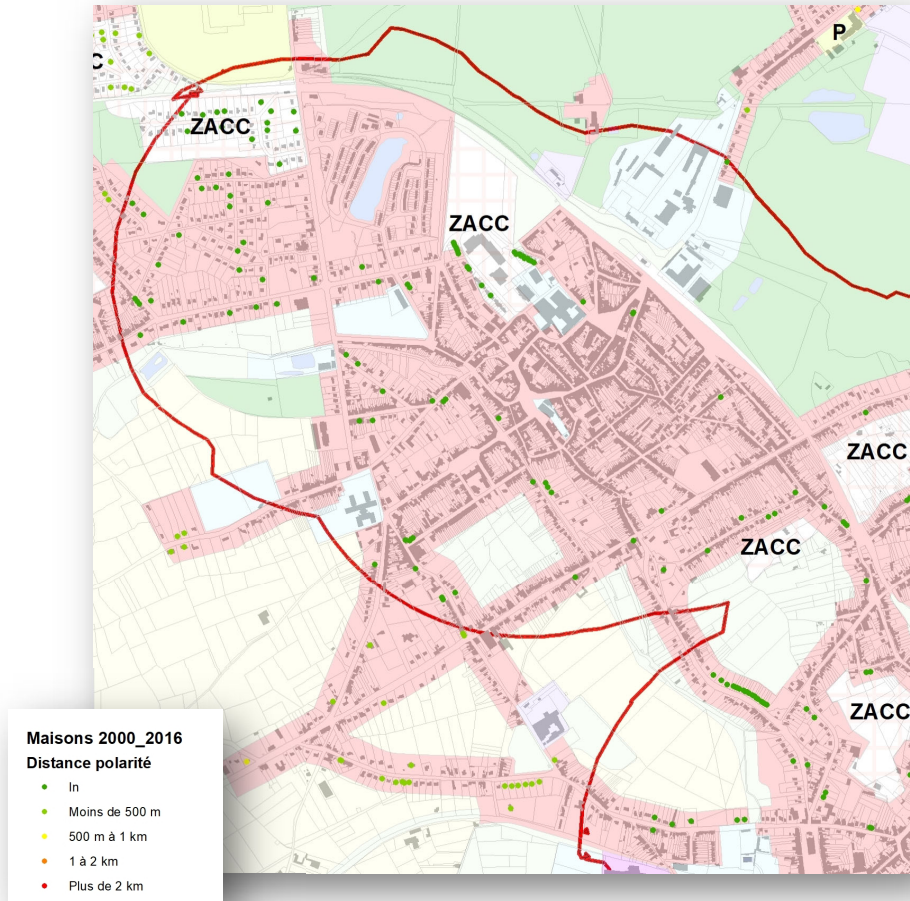 P
C
ZACC
ZACC
ZACC
ZACC
ZACC
Maisons 2000_2016
Distance polarité
In
Moins de 500 m
500 m à 1 km
1 à 2 km
Plus de 2 km